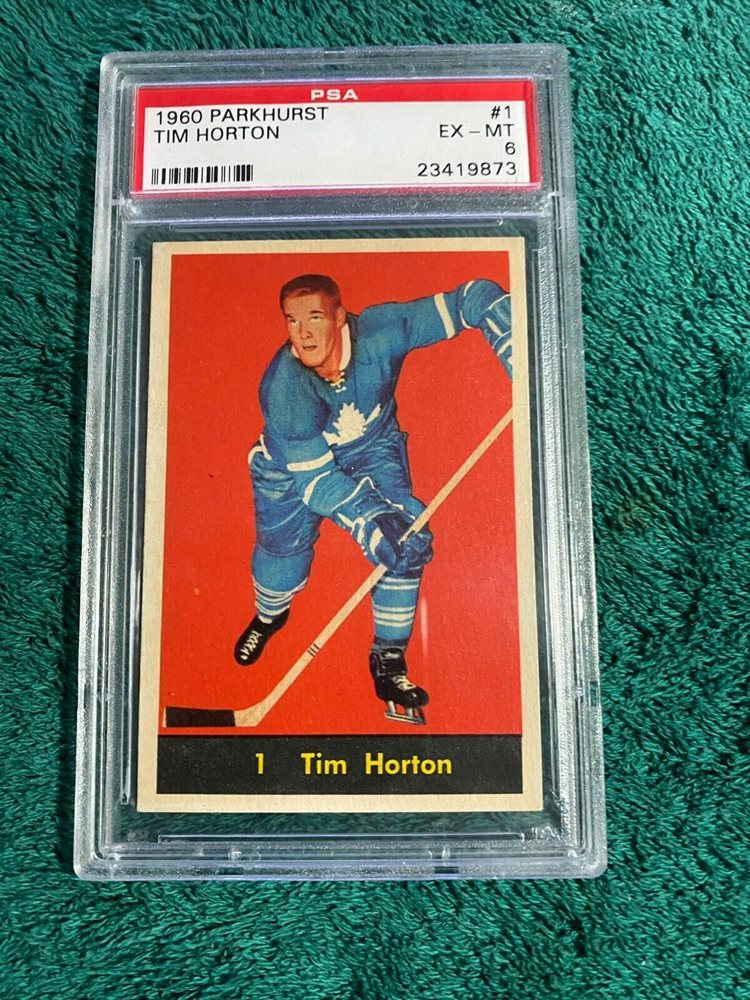 PSA
1960 PARKHURST #1
TIM HORTON EX - MT
6
23419873
1 Tim Horton